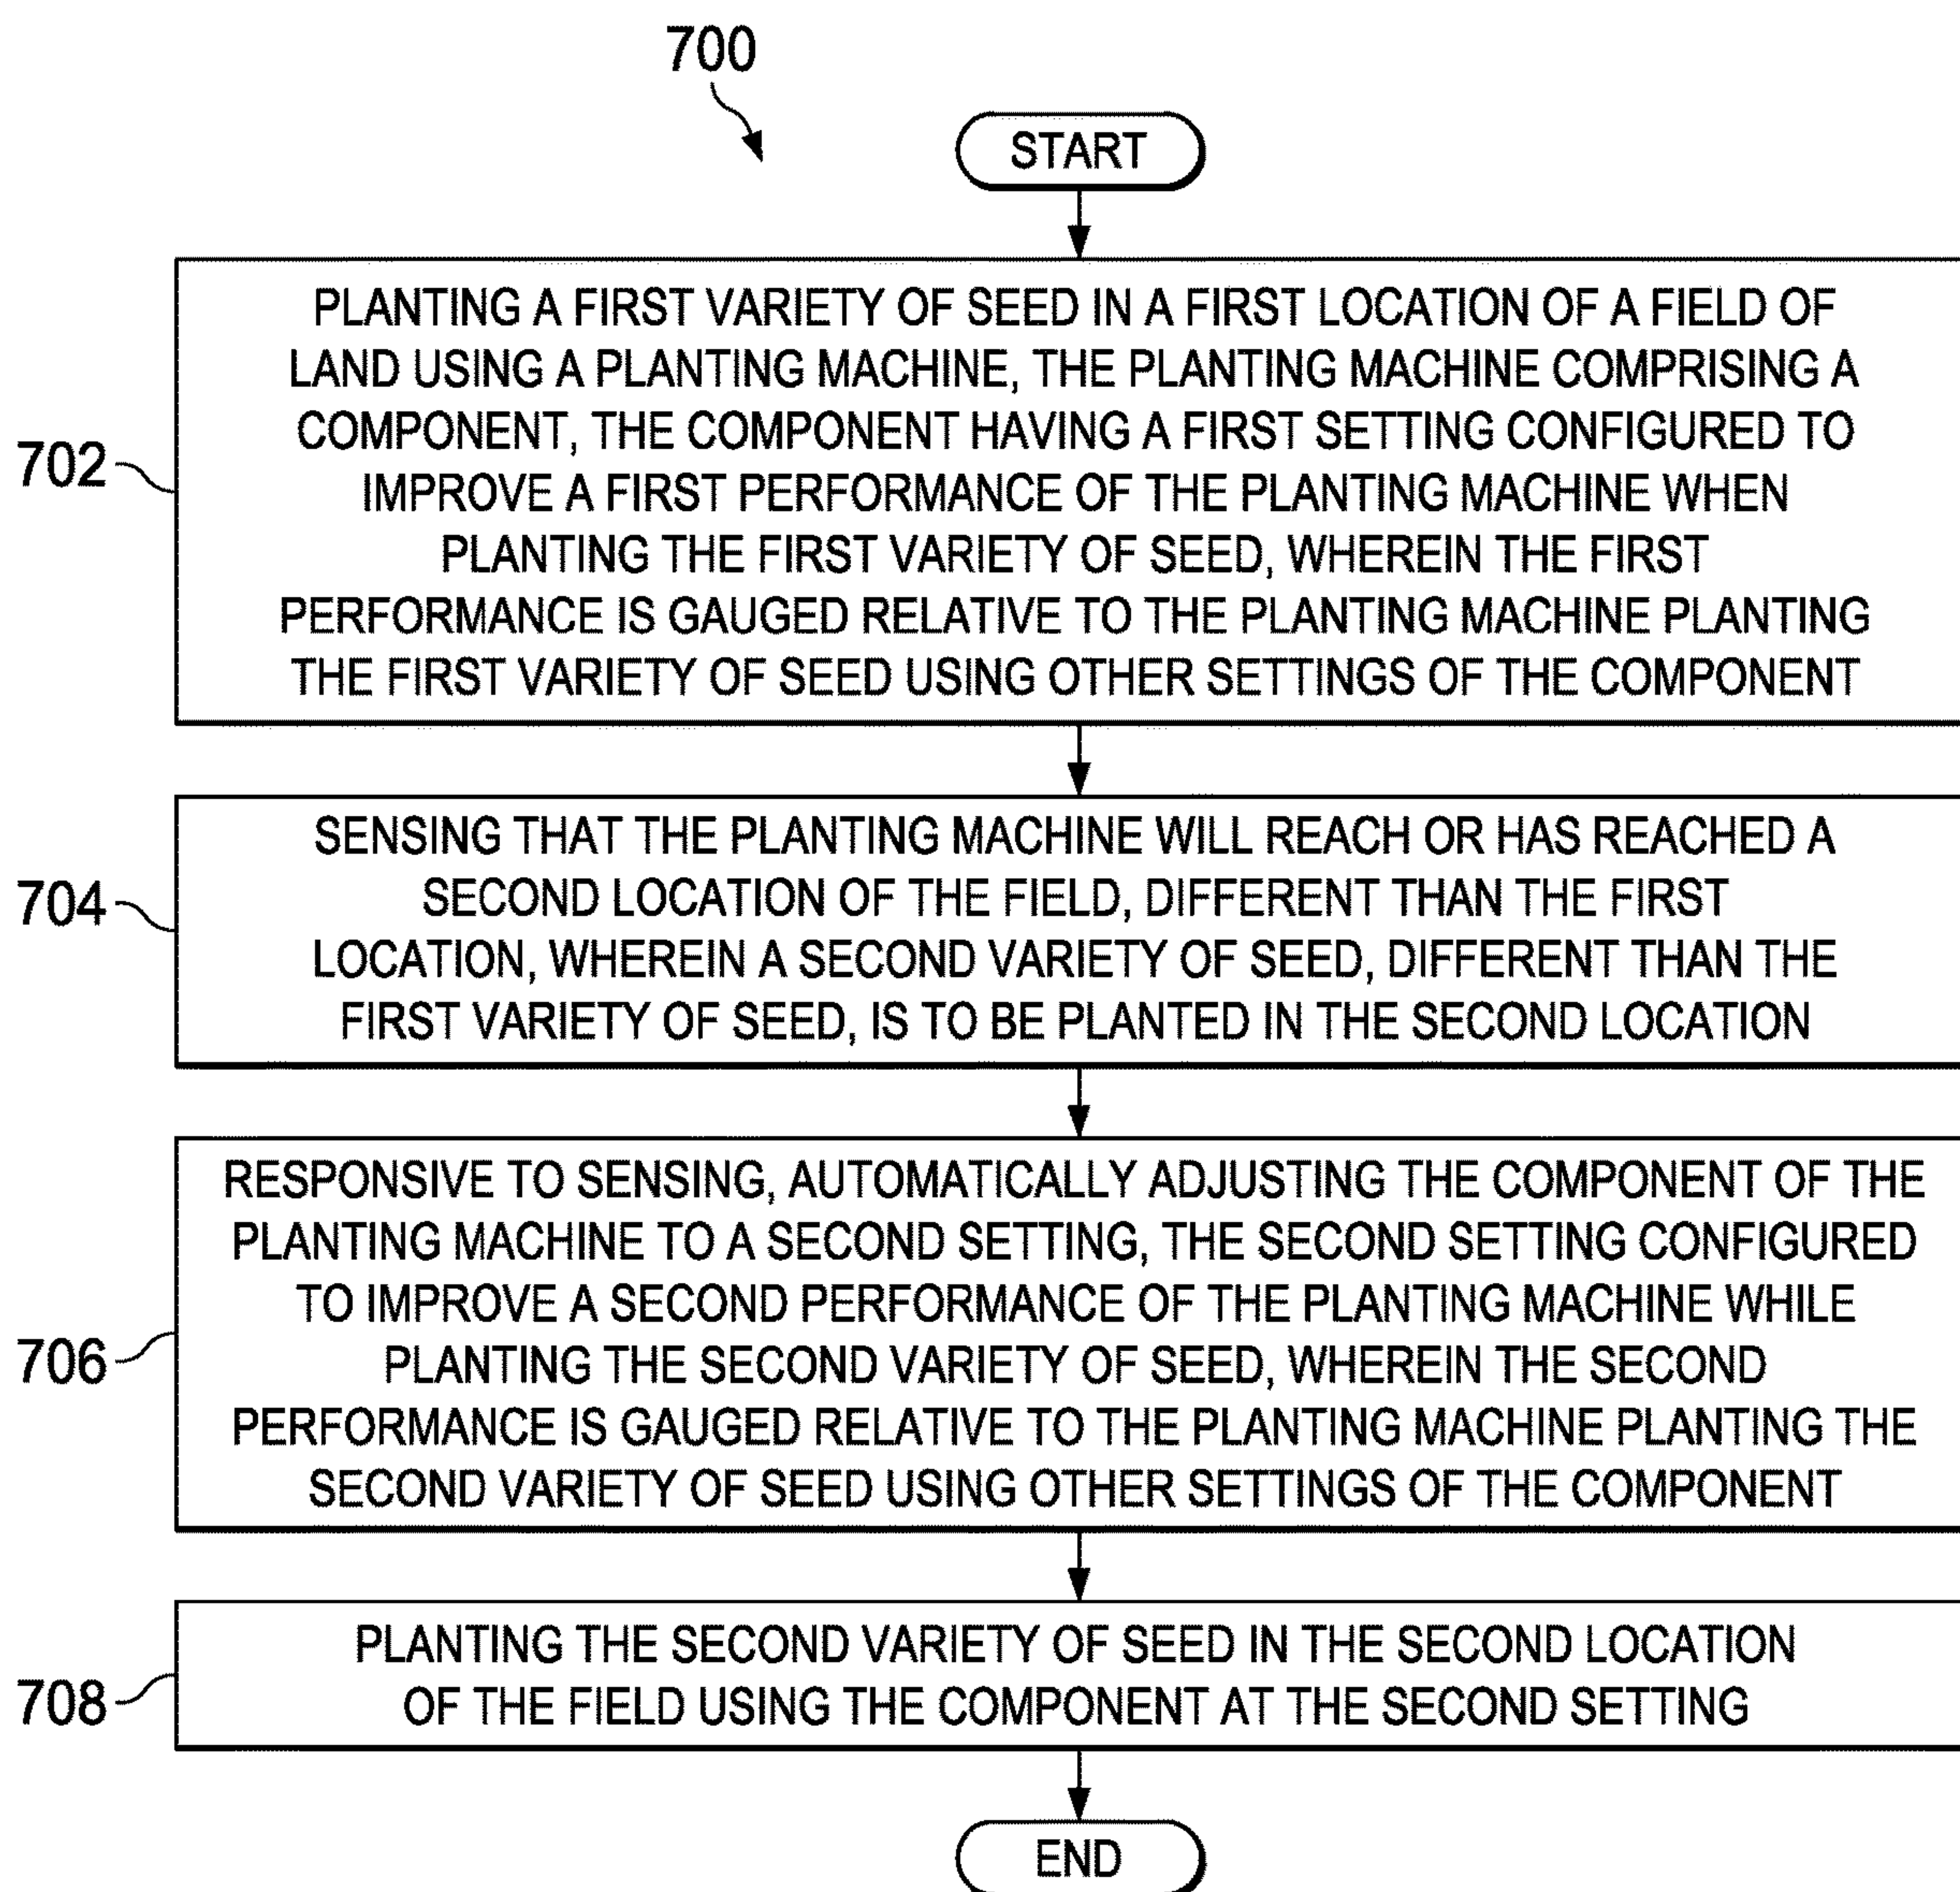 700
START
702
PLANTING A FIRST VARIETY OF SEED IN A FIRST LOCATION OF A FIELD OF
LAND USING A PLANTING MACHINE, THE PLANTING MACHINE COMPRISING A
COMPONENT, THE COMPONENT HAVING A FIRST SETTING CONFIGURED TO
IMPROVE A FIRST PERFORMANCE OF THE PLANTING MACHINE WHEN
PLANTING THE FIRST VARIETY OF SEED, WHEREIN THE FIRST
PERFORMANCE IS GAUGED RELATIVE TO THE PLANTING MACHINE PLANTING
THE FIRST VARIETY OF SEED USING OTHER SETTINGS OF THE COMPONENT
704
SENSING THAT THE PLANTING MACHINE WILL REACH OR HAS REACHED A
SECOND LOCATION OF THE FIELD, DIFFERENT THAN THE FIRST
LOCATION, WHEREIN A SECOND VARIETY OF SEED, DIFFERENT THAN THE
FIRST VARIETY OF SEED, IS TO BE PLANTED IN THE SECOND LOCATION
706
RESPONSIVE TO SENSING, AUTOMATICALLY ADJUSTING THE COMPONENT OF THE
PLANTING MACHINE TO A SECOND SETTING, THE SECOND SETTING CONFIGURED
TO IMPROVE A SECOND PERFORMANCE OF THE PLANTING MACHINE WHILE
PLANTING THE SECOND VARIETY OF SEED, WHEREIN THE SECOND
PERFORMANCE IS GAUGED RELATIVE TO THE PLANTING MACHINE PLANTING THE
SECOND VARIETY OF SEED USING OTHER SETTINGS OF THE COMPONENT
708
PLANTING THE SECOND VARIETY OF SEED IN THE SECOND LOCATION
OF THE FIELD USING THE COMPONENT AT THE SECOND SETTING
END